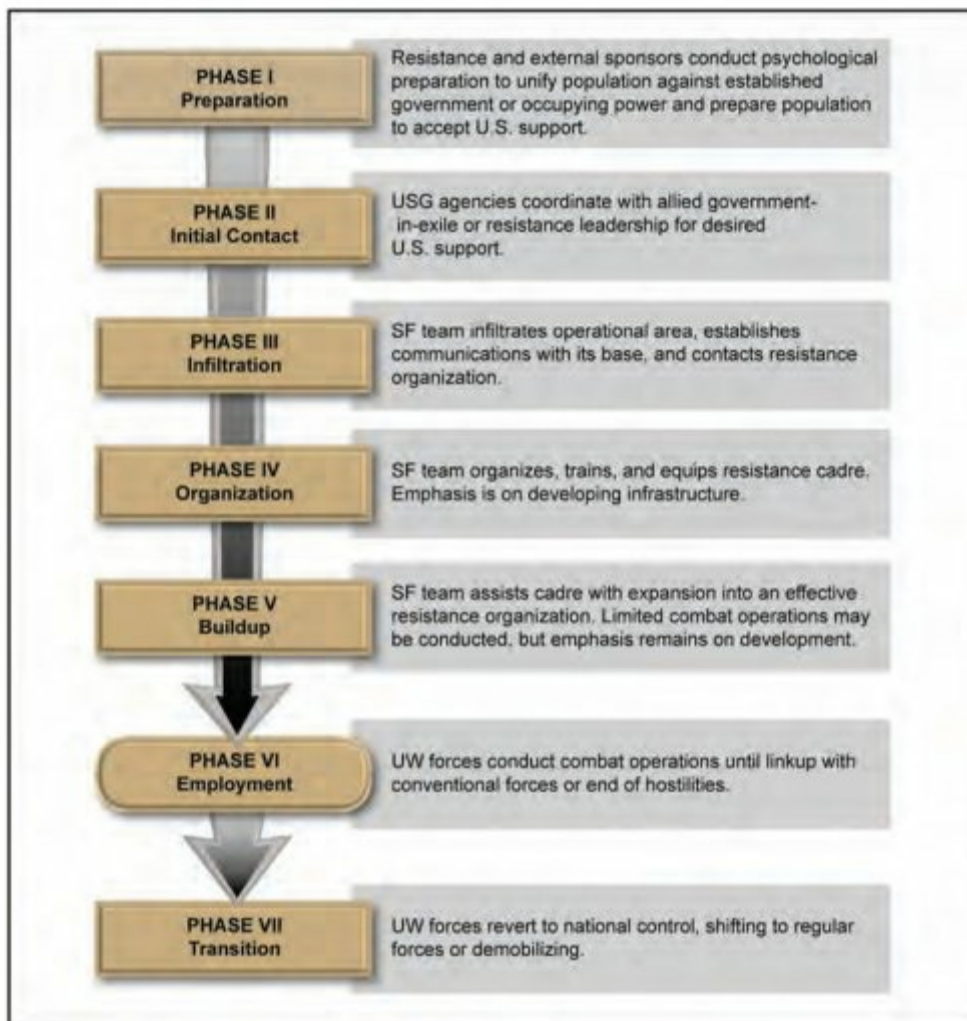 PHASE I
Preparation
Resistance and external sponsors conduct psychological
preparation to unify population against established
government or occupying power and prepare population
to accept U.S. support.
PHASE II
Initial Contact
USG agencies coordinate with allied government-
in-exile or resistance leadership for desired
U.S. support.
PHASE III
Infiltration
SF team infiltrates operational area, establishes
communications with its base, and contacts resistance
organization.
PHASE IV
Organization
SF team organizes, trains, and equips resistance cadre.
Emphasis is on developing infrastructure.
PHASE V
Buildup
SF team assists cadre with expansion into an effective
resistance organization. Limited combat operations may
be conducted, but emphasis remains on development.
PHASE VI
Employment
UW forces conduct combat operations until linkup with
conventional forces or end of hostilities.
PHASE VII
Transition
UW forces revert to national control, shifting to regular
forces or demobilizing.